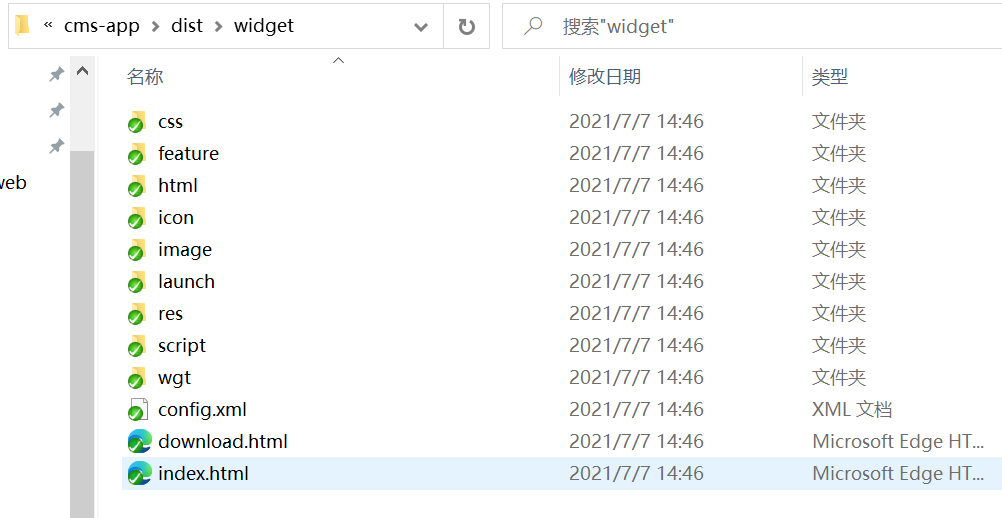 « cms-app > dist > widget 搜索"widget"
名称 修改日期 类型
css 2021/7/7 14:46 文件夹
feature 2021/7/7 14:46 文件夹
html 2021/7/7 14:46 文件夹
icon 2021/7/7 14:46 文件夹
image 2021/7/7 14:46 文件夹
launch 2021/7/7 14:46 文件夹
res 2021/7/7 14:46 文件夹
script 2021/7/7 14:46 文件夹
wgt 2021/7/7 14:46 文件夹
config.xml 2021/7/7 14:46 XML 文档
download.html 2021/7/7 14:46 Microsoft Edge HT...
index.html 2021/7/7 14:46 Microsoft Edge HT...